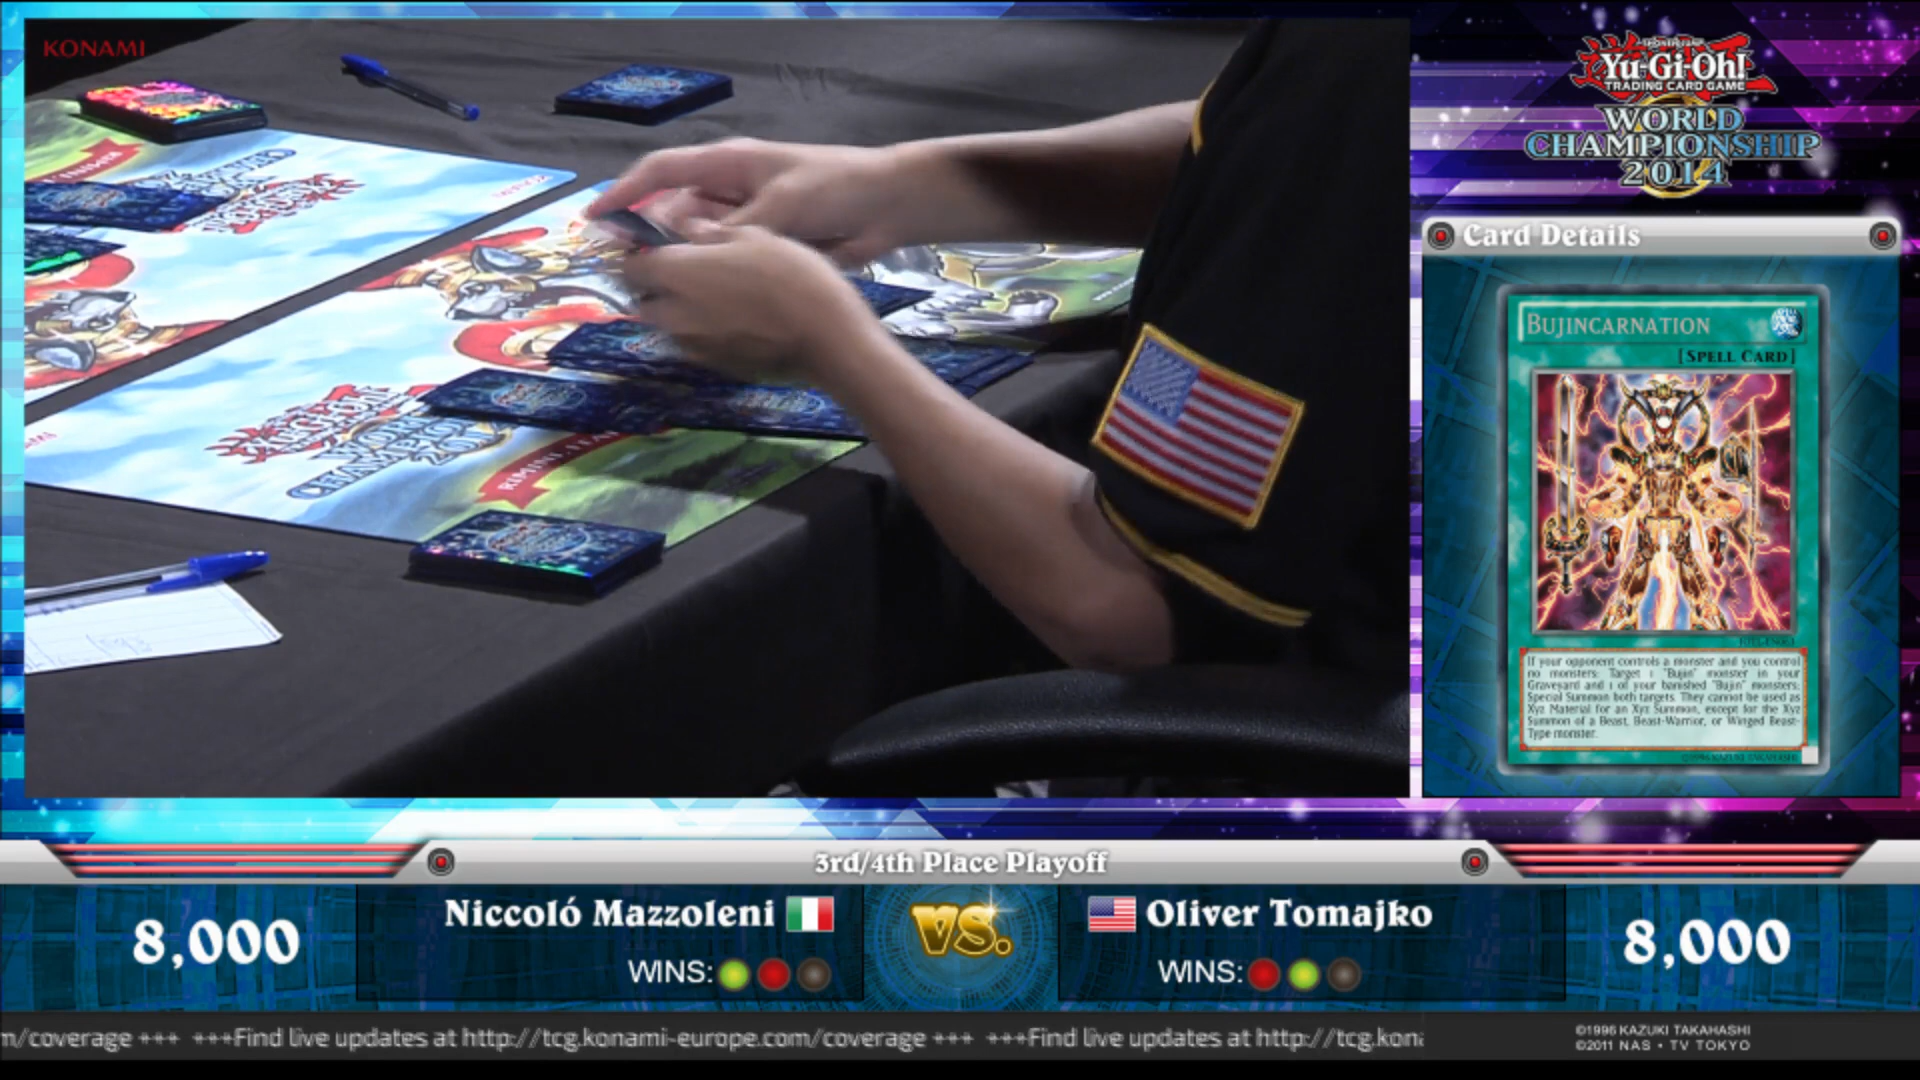 KONAMI
Yu-Gi-Oh!
TRADING CARD GAME
WORLD
CHAMPIONSHIP
2014
Card Details
BUJINCARNATION
[SPELL CARD]
If your opponent controls a monster and you control
no monsters: Target 1 "Bujin" monster in your
Graveyard and 1 of your banished "Bujin" monsters;
Special Summon both targets. They cannot be used as
Xyz Material for an Xyz Summon, except for the Xyz
Summon of a Beast, Beast-Warrior, or Winged Beast-
Type monster.
©1996 KAZUKI TAKAHASHI
3rd/4th Place Playoff
8,000
Niccoló Mazzoleni
WINS:
VS.
Oliver Tomajko
WINS:
8,000
m/coverage +++ +++Find live updates at http://tcg.konami-europe.com/coverage +++ +++Find live updates at http://tcg.kon
©1996 KAZUKI TAKAHASHI
©2011 NAS • TV TOKYO